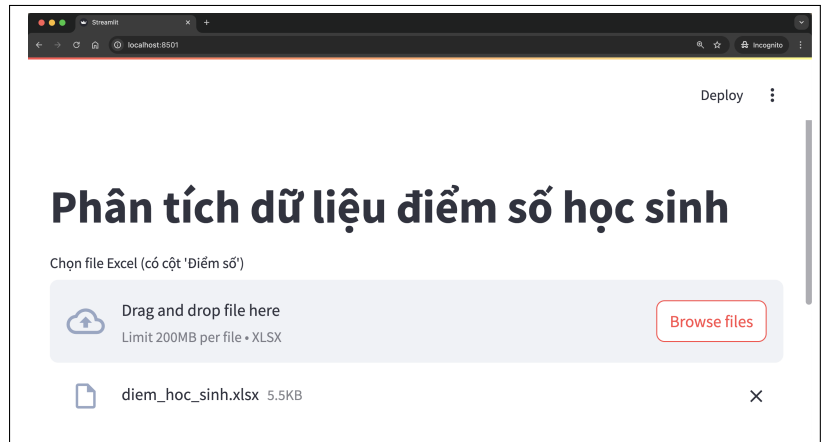 Streamlit
localhost:8501
Incognito
Deploy
Phân tích dữ liệu điểm số học sinh
Chọn file Excel (có cột 'Điểm số')
Drag and drop file here
Limit 200MB per file • XLSX
Browse files
diem_hoc_sinh.xlsx 5.5KB